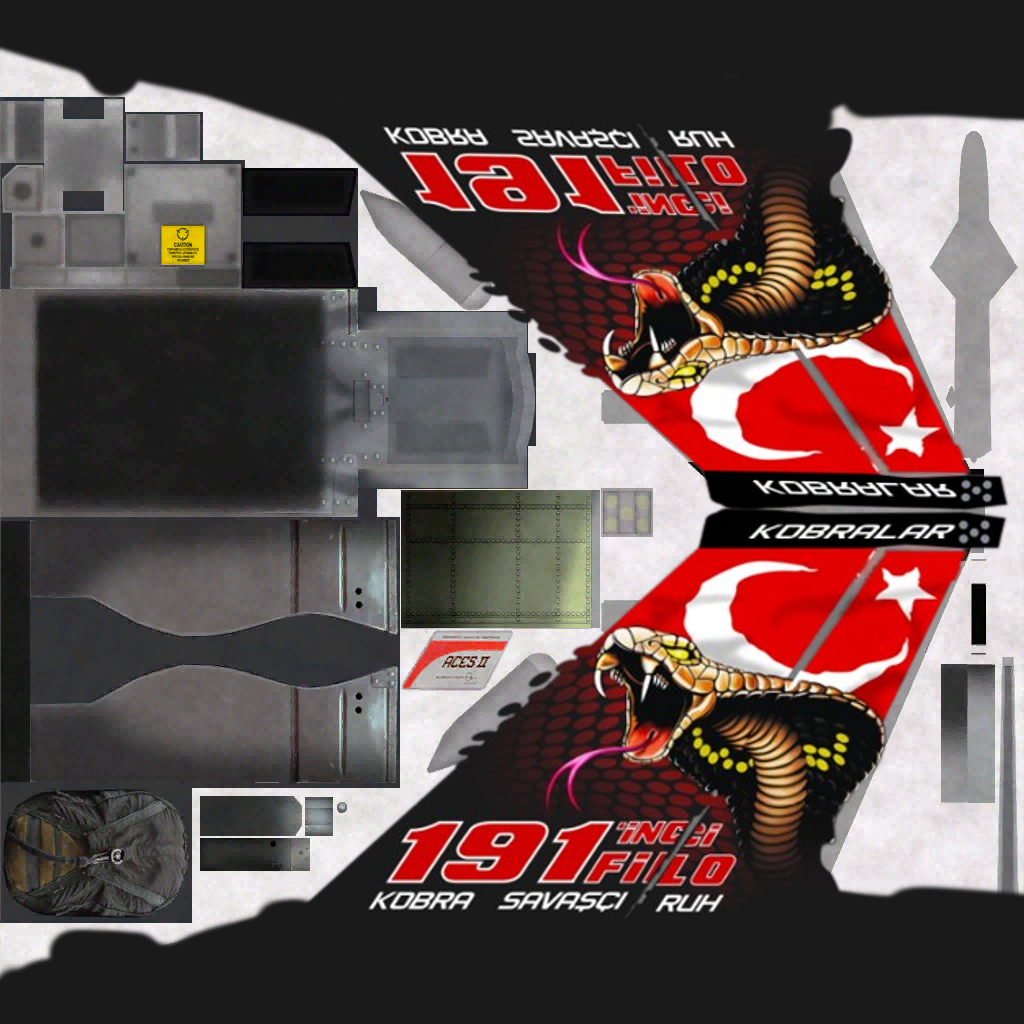 KOBRA SAVAŞÇI RUH
191 FİLO
'İNCİ
CAUTION
KOBRALAR
KOBRALAR
ACES II
191 'İNCİ
FİLO
KOBRA SAVAŞÇI RUH